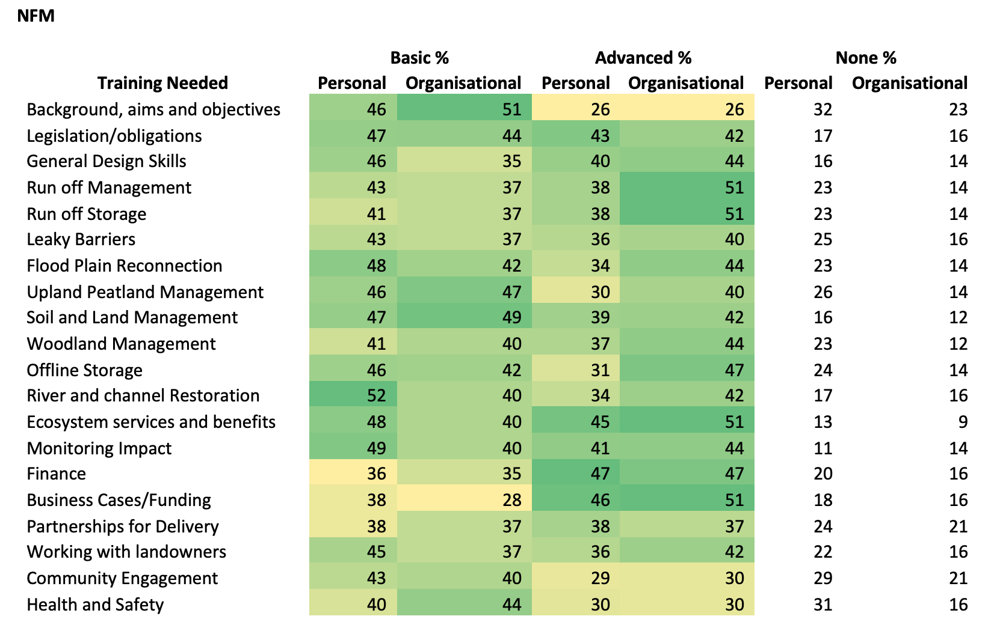 NFM
Basic % Advanced % None %
Training Needed Personal Organisational Personal Organisational Personal Organisational
Background, aims and objectives 46 51 26 26 32 23
Legislation/obligations 47 44 43 42 17 16
General Design Skills 46 35 40 44 16 14
Run off Management 43 37 38 51 23 14
Run off Storage 41 37 38 51 23 14
Leaky Barriers 43 37 36 40 25 16
Flood Plain Reconnection 48 42 34 44 23 14
Upland Peatland Management 46 47 30 40 26 14
Soil and Land Management 47 49 39 42 16 12
Woodland Management 41 40 37 44 23 12
Offline Storage 46 42 31 47 24 14
River and channel Restoration 52 40 34 42 17 16
Ecosystem services and benefits 48 40 45 51 13 9
Monitoring Impact 49 40 41 44 11 14
Finance 36 35 47 47 20 16
Business Cases/Funding 38 28 46 51 18 16
Partnerships for Delivery 38 37 38 37 24 21
Working with landowners 45 37 36 42 22 16
Community Engagement 43 40 29 30 29 21
Health and Safety 40 44 30 30 31 16